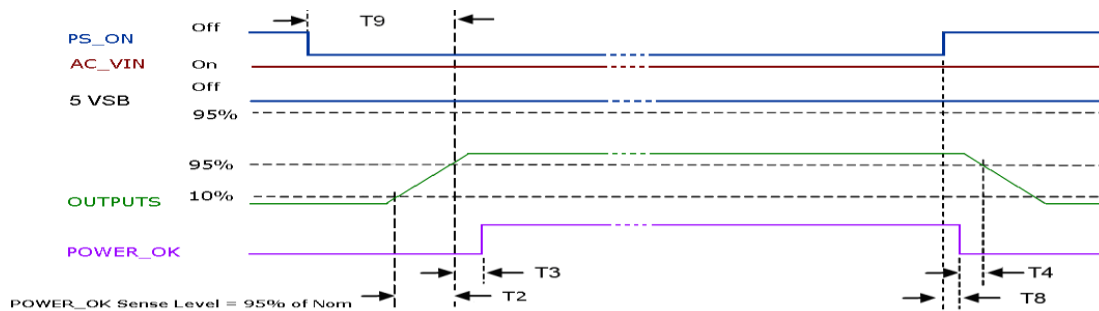 Off
T9
PS_ON
AC_VIN
On
Off
5 VSB
95%
95%
10%
OUTPUTS
POWER_OK
T3
T4
T2
T8
POWER_OK Sense Level = 95% of Nom